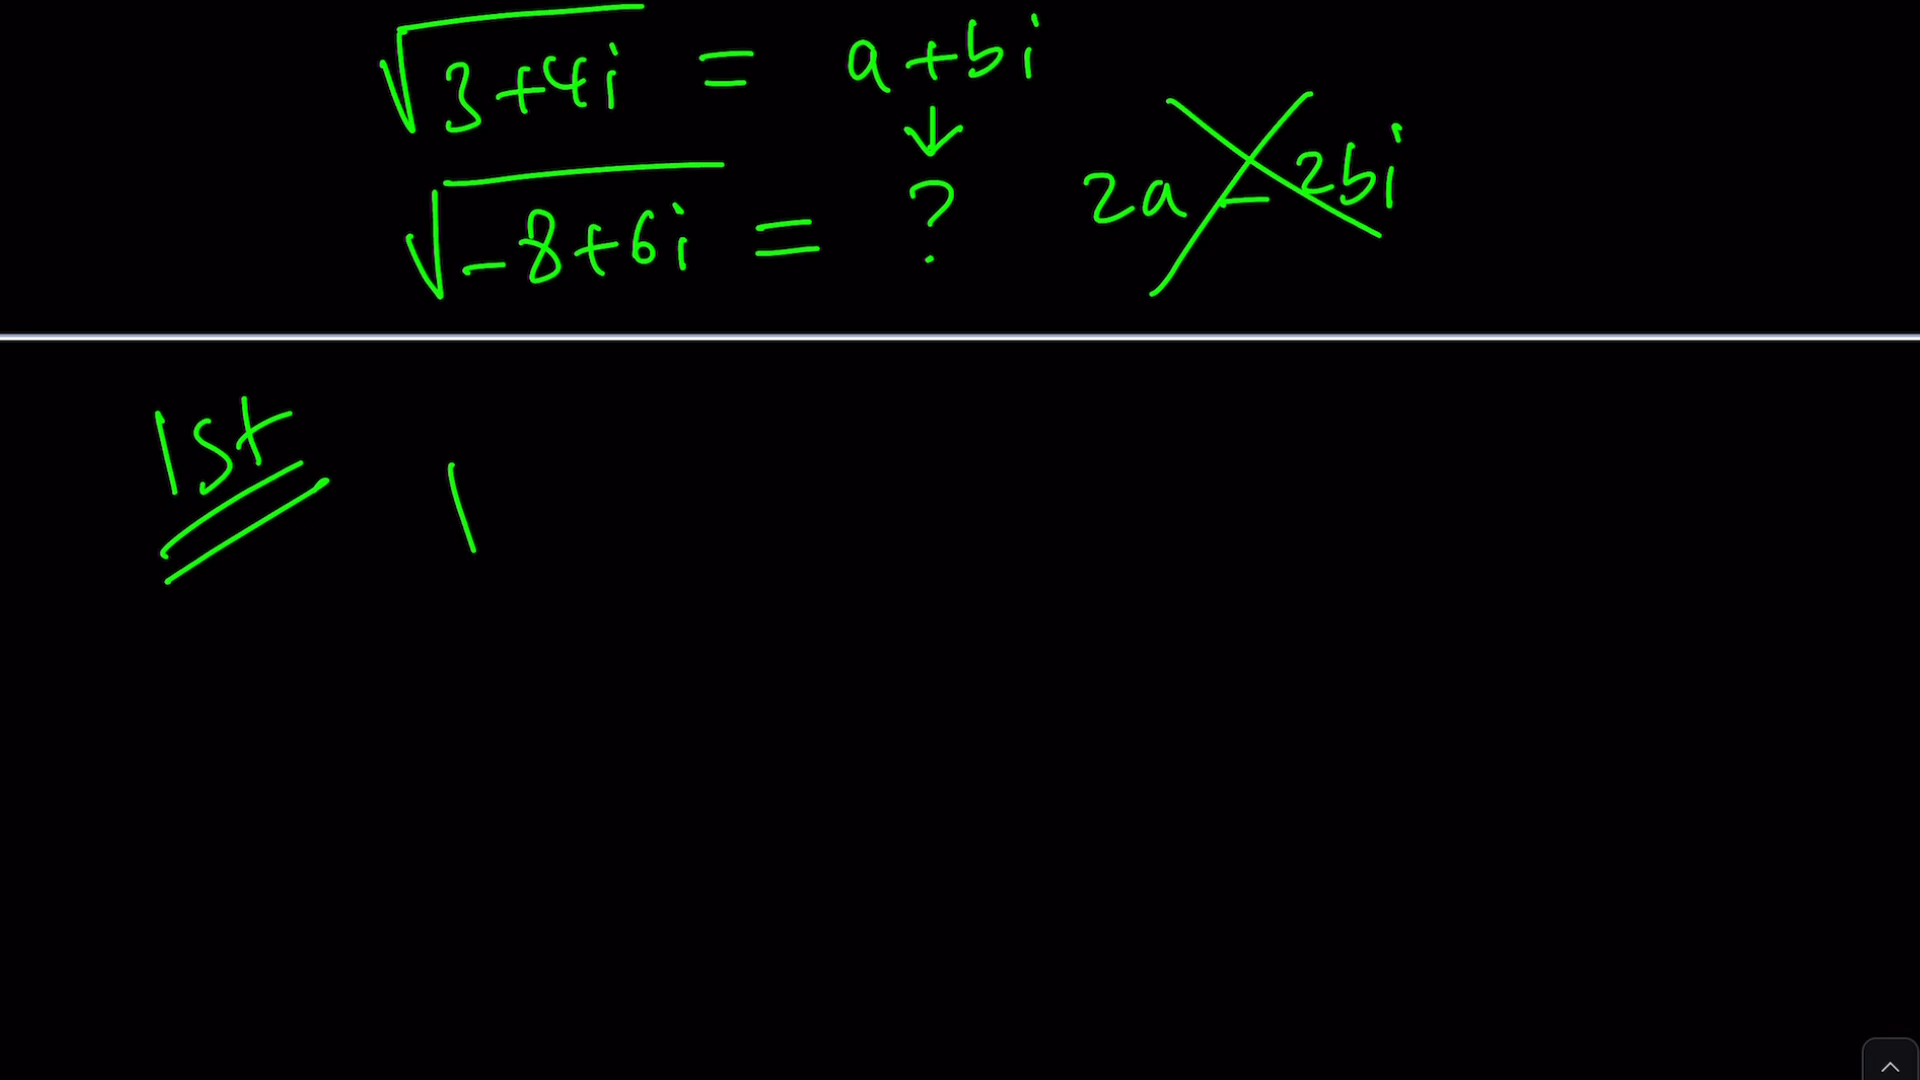 √3+4i = a+bi
↓
√-8+6i = ? 2a - 2bi
1st